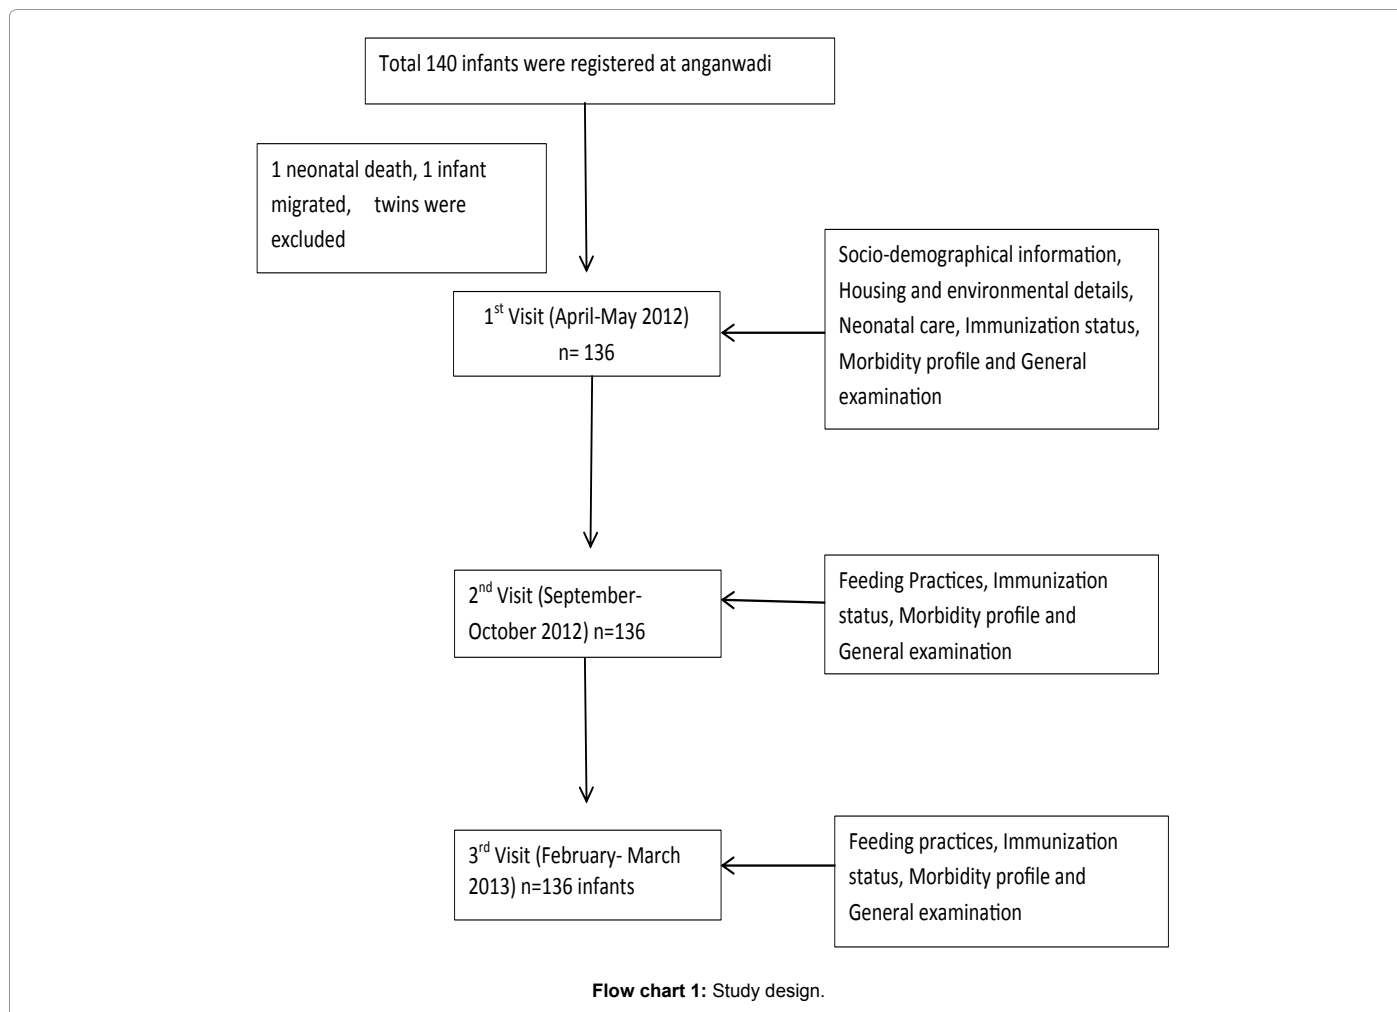 Total 140 infants were registered at anganwadi
1 neonatal death, 1 infant
migrated, twins were
excluded
Socio-demographical information,
Housing and environmental details,
Neonatal care, Immunization status,
Morbidity profile and General
examination
1st Visit (April-May 2012)
n= 136
2nd Visit (September-
October 2012) n=136
Feeding Practices, Immunization
status, Morbidity profile and
General examination
3rd Visit (February- March
2013) n=136 infants
Feeding practices, Immunization
status, Morbidity profile and
General examination
Flow chart 1: Study design.